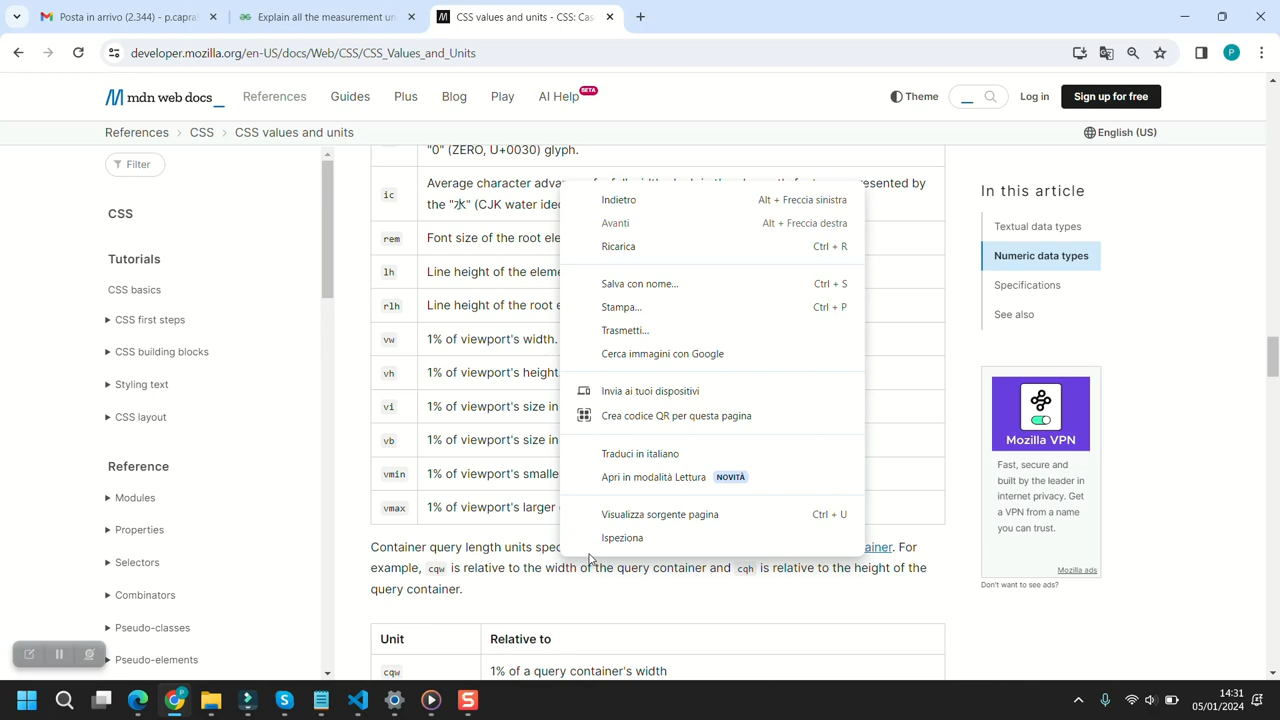 Posta in arrivo (2.344) - p.capra
Explain all the measurement un
CSS values and units - CSS: Cas
developer.mozilla.org/en-US/docs/Web/CSS/CSS_Values_and_Units
P
mdn web docs_
References
Guides
Plus
Blog
Play
AI Help
BETA
Theme
Log in
Sign up for free
References > CSS > CSS values and units
English (US)
Filter
CSS
Tutorials
CSS basics
CSS first steps
CSS building blocks
Styling text
CSS layout
Reference
Modules
Properties
Selectors
Combinators
Pseudo-classes
Pseudo-elements
"0" (ZERO, U+0030) glyph.
ic
Average character
esented by
the "水" (CJK water
rem
Font size of the root
lh
Line height of the
rlh
Line height of the root
vw
1% of viewport's width.
vh
1% of viewport's height
vi
1% of viewport's size in
vb
1% of viewport's size in
vmin
1% of viewport's smalle
vmax
1% of viewport's larger
Container query length units spec
ainer. For
example, cqw is relative to the width of the query container and cqh is relative to the height of the
query container.
Unit
Relative to
cqw
1% of a query container's width
Indietro Alt + Freccia sinistra
Avanti Alt + Freccia destra
Ricarica Ctrl + R
Salva con nome... Ctrl + S
Stampa... Ctrl + P
Trasmetti...
Cerca immagini con Google
Invia ai tuoi dispositivi
Crea codice QR per questa pagina
Traduci in italiano
Apri in modalità Lettura NOVITÀ
Visualizza sorgente pagina Ctrl + U
Ispeziona
In this article
Textual data types
Numeric data types
Specifications
See also
Mozilla VPN
Fast, secure and
built by the leader in
internet privacy. Get
a VPN from a name
you can trust.
Mozilla ads
Don't want to see ads?
14:31
05/01/2024